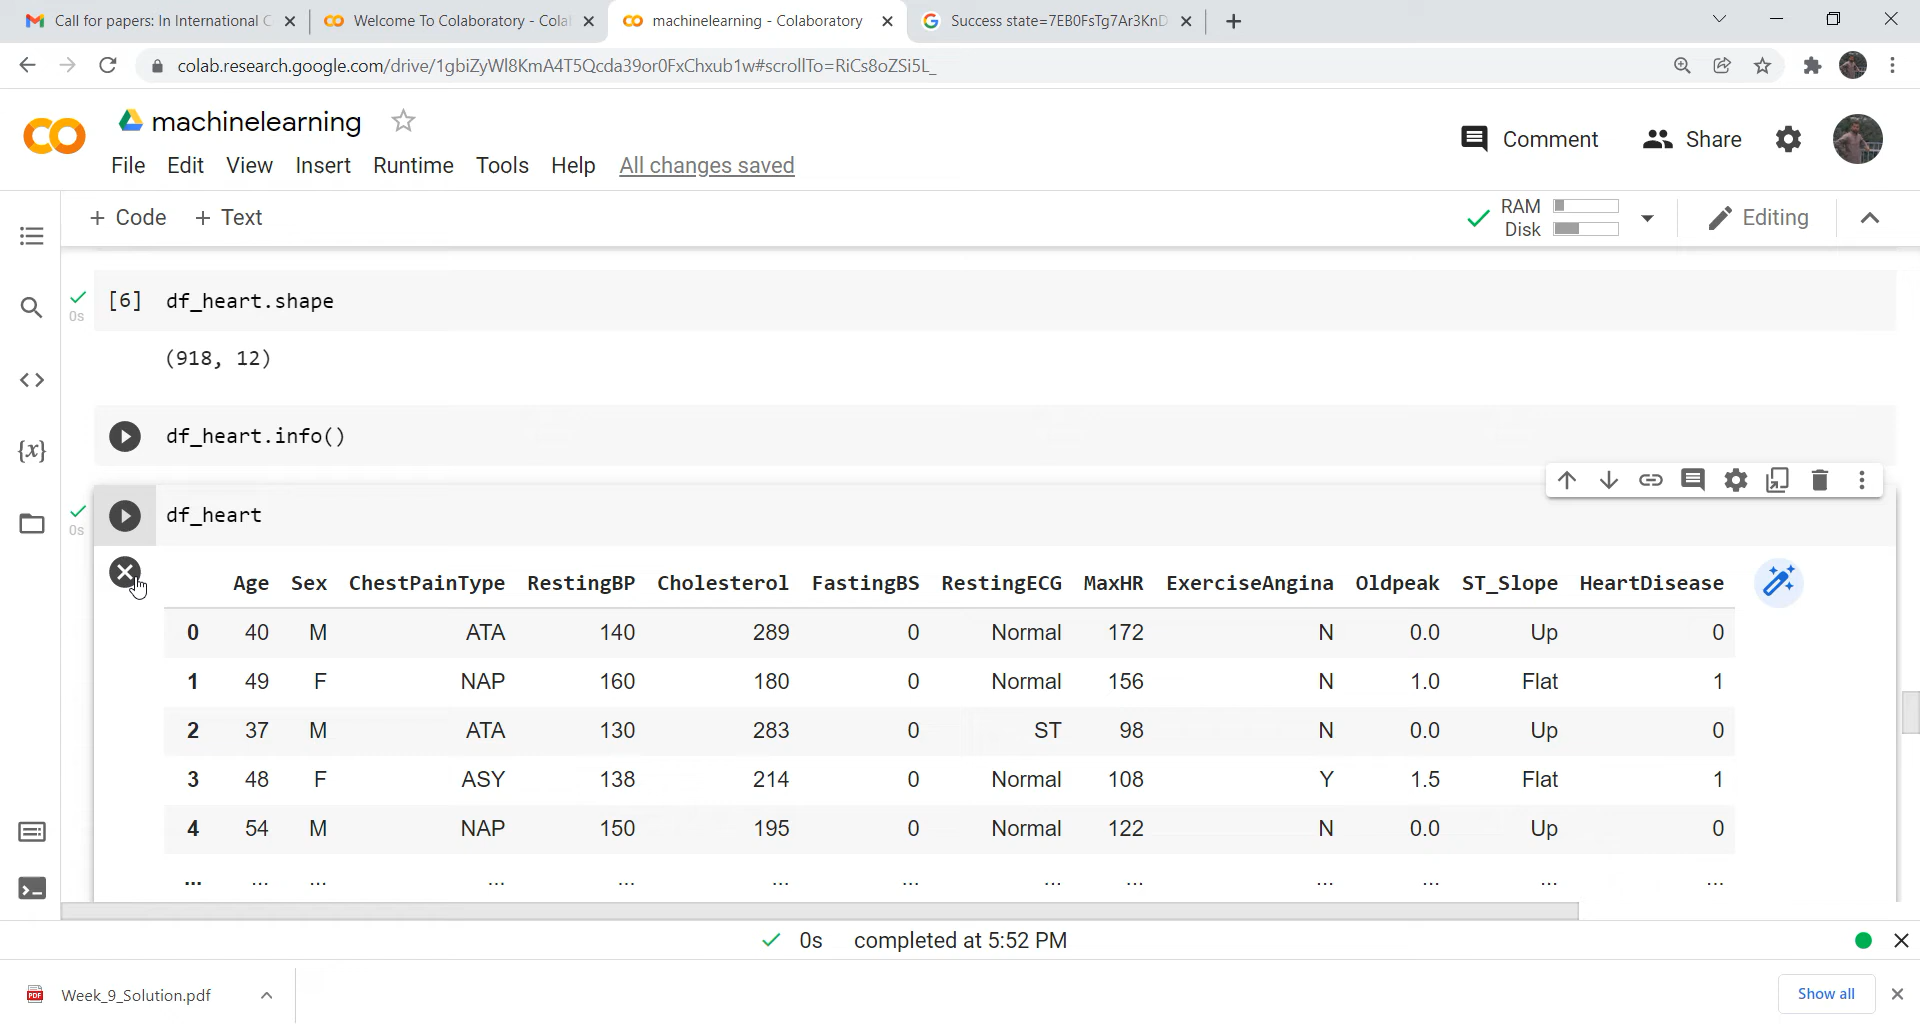 Call for papers: In International C
Welcome To Colaboratory - Colal
machinelearning - Colaboratory
Success state=7EB0FsTg7Ar3KnD
colab.research.google.com/drive/1gbiZyWl8KmA4T5Qcda39or0FxChxub1w#scrollTo=RiCs8oZSi5L_
machinelearning
Comment Share
File Edit View Insert Runtime Tools Help All changes saved
+ Code + Text
RAM
Disk
Editing
[6] df_heart.shape
0s
(918, 12)
df_heart.info()
df_heart
0s
Age Sex ChestPainType RestingBP Cholesterol FastingBS RestingECG MaxHR ExerciseAngina Oldpeak ST_Slope HeartDisease
0 40 M ATA 140 289 0 Normal 172 N 0.0 Up 0
1 49 F NAP 160 180 0 Normal 156 N 1.0 Flat 1
2 37 M ATA 130 283 0 ST 98 N 0.0 Up 0
3 48 F ASY 138 214 0 Normal 108 Y 1.5 Flat 1
4 54 M NAP 150 195 0 Normal 122 N 0.0 Up 0
... ... ... ... ... ... ... ... ... ... ... ... ...
0s completed at 5:52 PM
PDF Week_9_Solution.pdf
Show all